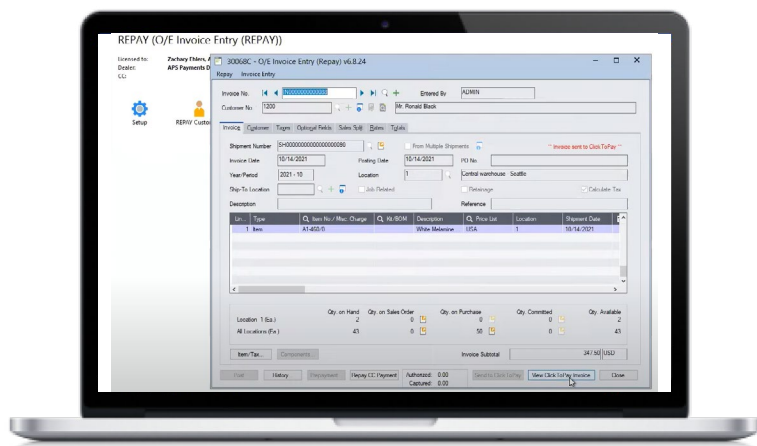 REPAY (O/E Invoice Entry (REPAY))
Licensed to: Zachary Ehlers, A
Dealer: APS Payments D
CC:
Setup REPAY Custo
30068C - O/E Invoice Entry (Repay) v6.8.24
Repay Invoice Entry
Invoice No. Entered By ADMIN
Customer No. 1200 Mr. Ronald Black
Invoice Customer Taxes Optional Fields Sales Split Rates Totals
Shipment Number From Multiple Shipments ** Invoice sent to ClickToPay **
Invoice Date 10/14/2021 Posting Date 10/14/2021 PO No.
Year/Period 2021 - 10 Location 1 Central warehouse Seattle
Ship-To Location Job Related Retainage Calculate Tax
Description Reference
Lin... Type Item No./Misc. Charge Kit/BOM Description Price List Location Shipment Date
1 Item A1-460/0 White Melamine USA 1 10/14/2021
Qty. on Hand Qty. on Sales Order Qty. on Purchase Qty. Committed Qty. Available
Location 1 (Ea.) 2 0 0 0 2
All Locations (Ea.) 43 0 50 0 43
Item/Tax... Components... Invoice Subtotal 347.50 USD
Post History Prepayment Repay CC Payment Authorized: 0.00 Send to ClickToPay View ClickToPay Invoice Close
Captured: 0.00